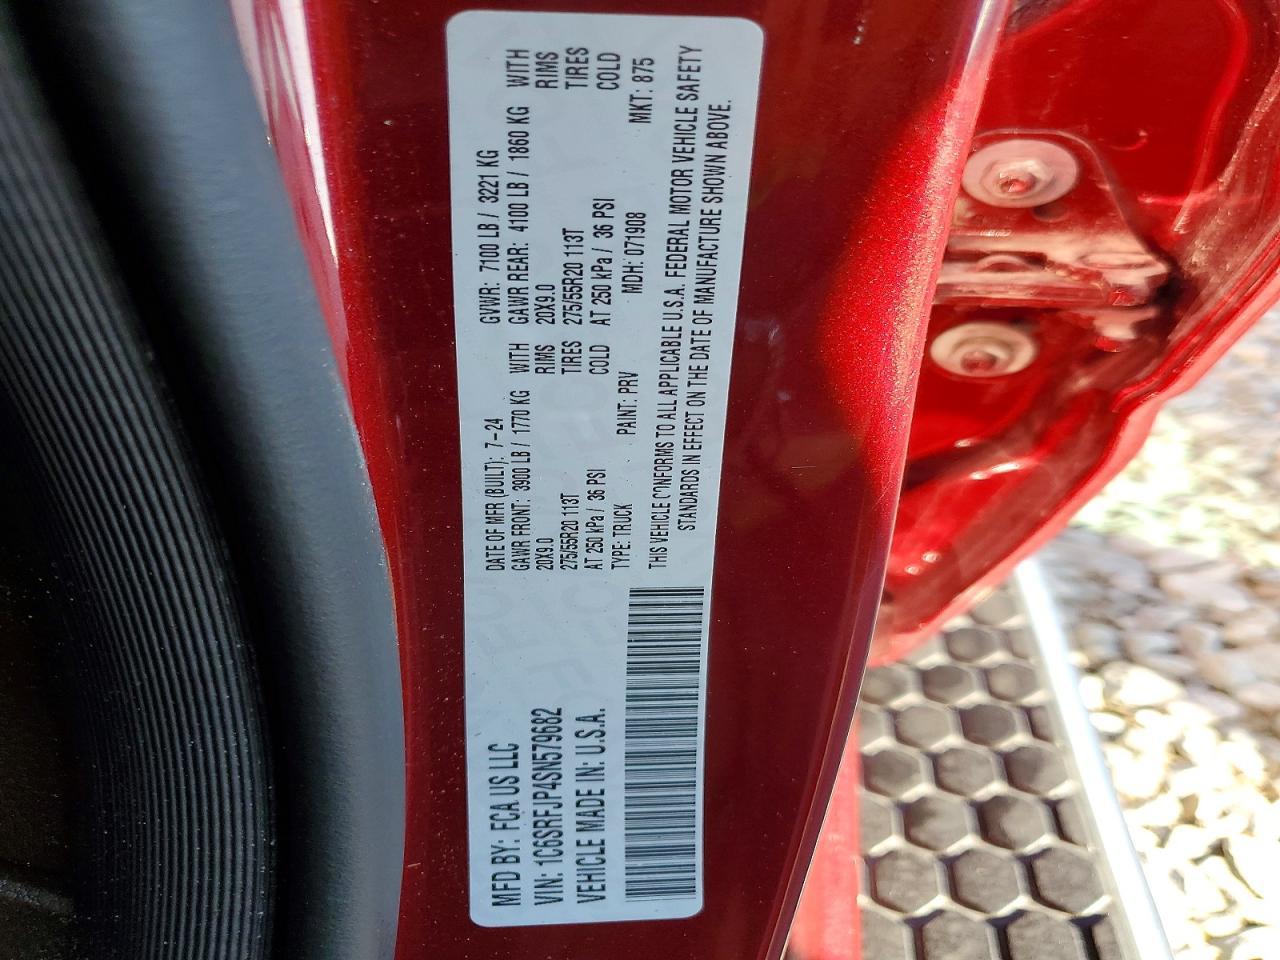 MFD BY: FCA US LLC
VIN: 1C6SRFJP4SN579682
VEHICLE MADE IN: U.S.A.
DATE OF MFR (BUILT): 7-24
GAWR FRONT: 3900 LB / 1770 KG WITH
20X9.0 RIMS
275/55R20 113T TIRES
AT 250 kPa / 36 PSI COLD
GVWR: 7100 LB / 3221 KG
GAWR REAR: 4100 LB / 1860 KG WITH
20X9.0 RIMS
275/55R20 113T TIRES
AT 250 kPa / 36 PSI COLD
TYPE: TRUCK PAINT: PRV MDH: 071908 MKT: 875
THIS VEHICLE CONFORMS TO ALL APPLICABLE U.S.A. FEDERAL MOTOR VEHICLE SAFETY
STANDARDS IN EFFECT ON THE DATE OF MANUFACTURE SHOWN ABOVE.